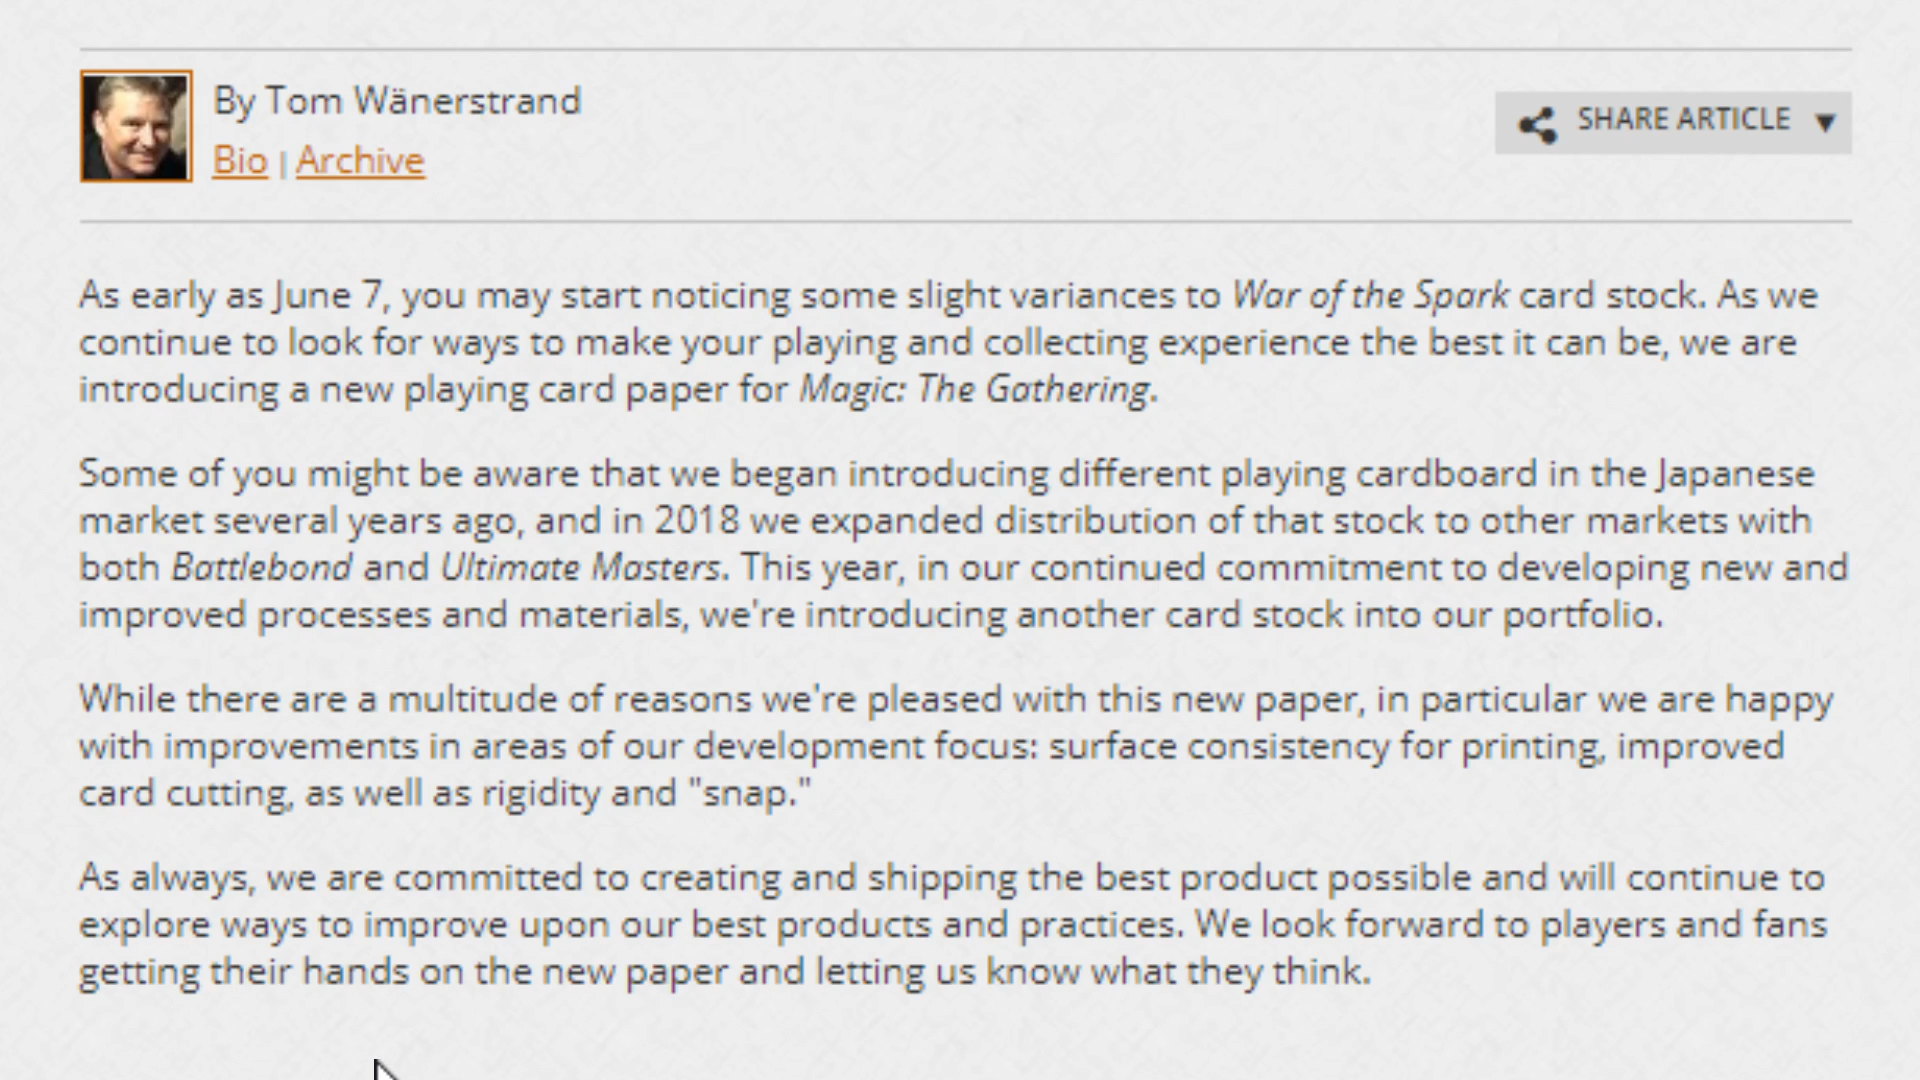 By Tom Wänerstrand
Bio | Archive
SHARE ARTICLE ▼
As early as June 7, you may start noticing some slight variances to War of the Spark card stock. As we
continue to look for ways to make your playing and collecting experience the best it can be, we are
introducing a new playing card paper for Magic: The Gathering.
Some of you might be aware that we began introducing different playing cardboard in the Japanese
market several years ago, and in 2018 we expanded distribution of that stock to other markets with
both Battlebond and Ultimate Masters. This year, in our continued commitment to developing new and
improved processes and materials, we're introducing another card stock into our portfolio.
While there are a multitude of reasons we're pleased with this new paper, in particular we are happy
with improvements in areas of our development focus: surface consistency for printing, improved
card cutting, as well as rigidity and "snap."
As always, we are committed to creating and shipping the best product possible and will continue to
explore ways to improve upon our best products and practices. We look forward to players and fans
getting their hands on the new paper and letting us know what they think.